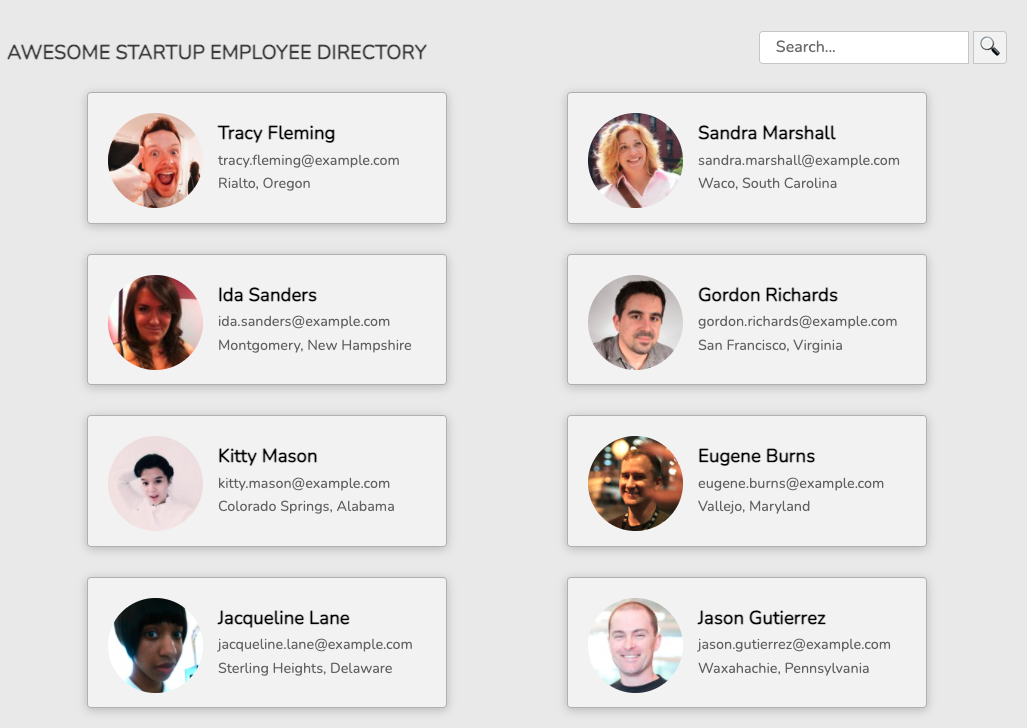 AWESOME STARTUP EMPLOYEE DIRECTORY
Search...
Tracy Fleming
tracy.fleming@example.com
Rialto, Oregon
Sandra Marshall
sandra.marshall@example.com
Waco, South Carolina
Ida Sanders
ida.sanders@example.com
Montgomery, New Hampshire
Gordon Richards
gordon.richards@example.com
San Francisco, Virginia
Kitty Mason
kitty.mason@example.com
Colorado Springs, Alabama
Eugene Burns
eugene.burns@example.com
Vallejo, Maryland
Jacqueline Lane
jacqueline.lane@example.com
Sterling Heights, Delaware
Jason Gutierrez
jason.gutierrez@example.com
Waxahachie, Pennsylvania